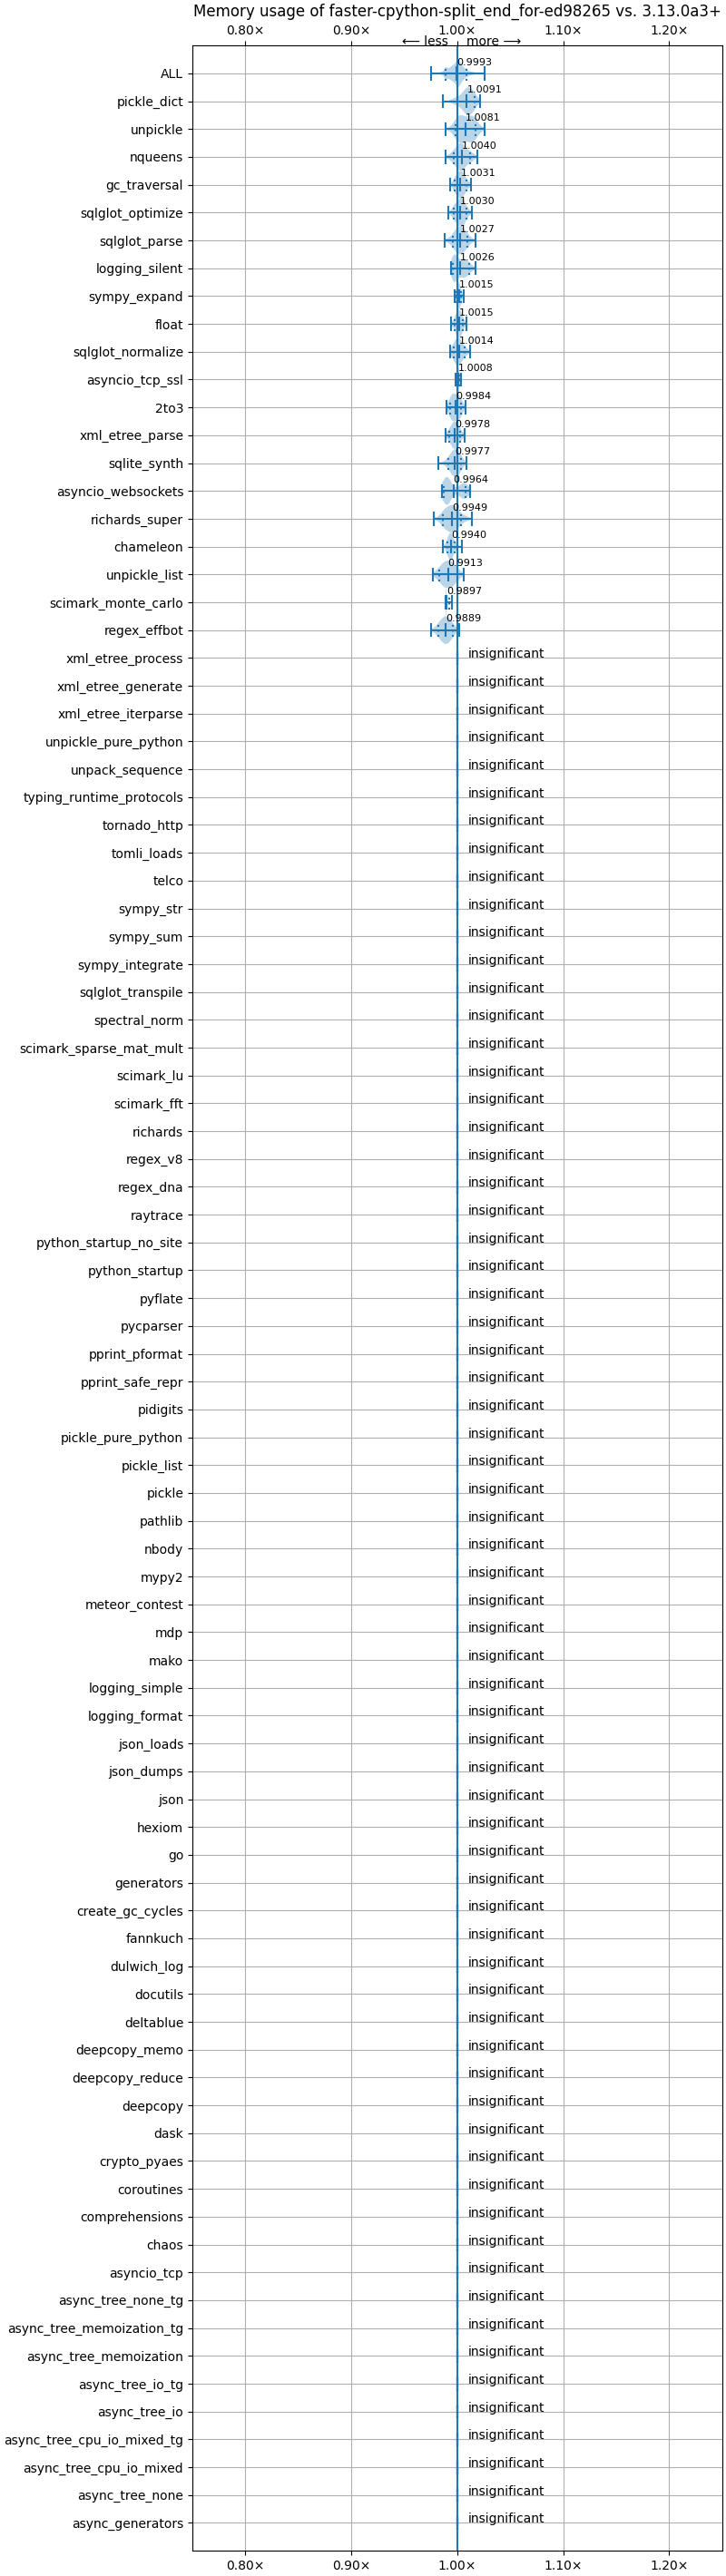 Memory usage of faster-cpython-split_end_for-ed98265 vs. 3.13.0a3+
0.80× 0.90× 1.00× 1.10× 1.20×
⟵ less more ⟶
ALL 0.9993
pickle_dict 1.0091
unpickle 1.0081
nqueens 1.0040
gc_traversal 1.0031
sqlglot_optimize 1.0030
sqlglot_parse 1.0027
logging_silent 1.0026
sympy_expand 1.0015
float 1.0015
sqlglot_normalize 1.0014
asyncio_tcp_ssl 1.0008
2to3 0.9984
xml_etree_parse 0.9978
sqlite_synth 0.9977
asyncio_websockets 0.9964
richards_super 0.9949
chameleon 0.9940
unpickle_list 0.9913
scimark_monte_carlo 0.9897
regex_effbot 0.9889
xml_etree_process insignificant
xml_etree_generate insignificant
xml_etree_iterparse insignificant
unpickle_pure_python insignificant
unpack_sequence insignificant
typing_runtime_protocols insignificant
tornado_http insignificant
tomli_loads insignificant
telco insignificant
sympy_str insignificant
sympy_sum insignificant
sympy_integrate insignificant
sqlglot_transpile insignificant
spectral_norm insignificant
scimark_sparse_mat_mult insignificant
scimark_lu insignificant
scimark_fft insignificant
richards insignificant
regex_v8 insignificant
regex_dna insignificant
raytrace insignificant
python_startup_no_site insignificant
python_startup insignificant
pyflate insignificant
pycparser insignificant
pprint_pformat insignificant
pprint_safe_repr insignificant
pidigits insignificant
pickle_pure_python insignificant
pickle_list insignificant
pickle insignificant
pathlib insignificant
nbody insignificant
mypy2 insignificant
meteor_contest insignificant
mdp insignificant
mako insignificant
logging_simple insignificant
logging_format insignificant
json_loads insignificant
json_dumps insignificant
json insignificant
hexiom insignificant
go insignificant
generators insignificant
create_gc_cycles insignificant
fannkuch insignificant
dulwich_log insignificant
docutils insignificant
deltablue insignificant
deepcopy_memo insignificant
deepcopy_reduce insignificant
deepcopy insignificant
dask insignificant
crypto_pyaes insignificant
coroutines insignificant
comprehensions insignificant
chaos insignificant
asyncio_tcp insignificant
async_tree_none_tg insignificant
async_tree_memoization_tg insignificant
async_tree_memoization insignificant
async_tree_io_tg insignificant
async_tree_io insignificant
async_tree_cpu_io_mixed_tg insignificant
async_tree_cpu_io_mixed insignificant
async_tree_none insignificant
async_generators insignificant
0.80× 0.90× 1.00× 1.10× 1.20×